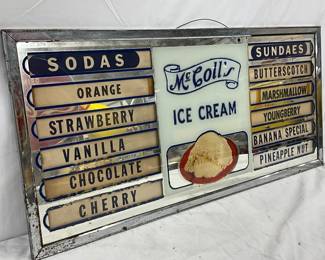 SODAS
ORANGE
STRAWBERRY
VANILLA
CHOCOLATE
CHERRY
McColl's
ICE CREAM
SUNDAES
BUTTERSCOTCH
MARSHMALLOW
YOUNGBERRY
BANANA SPECIAL
PINEAPPLE NUT